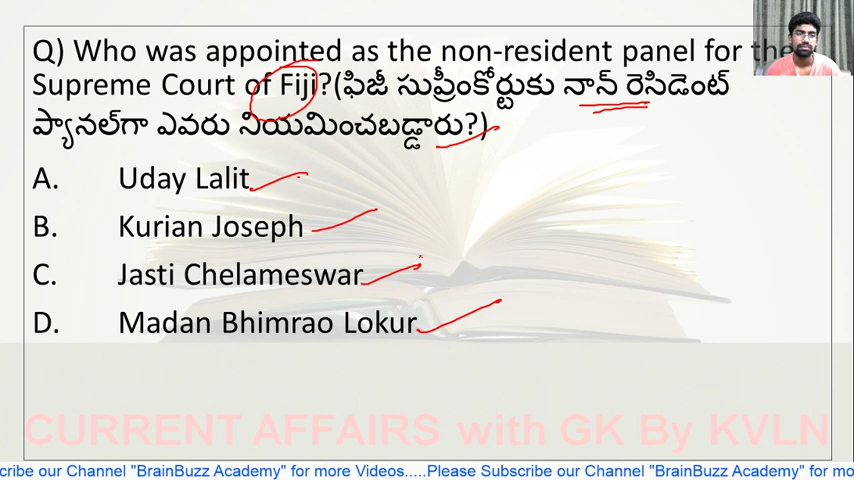 Q) Who was appointed as the non-resident panel for the
Supreme Court of Fiji?(ఫిజీ సుప్రీంకోర్టుకు నాన్ రెసిడెంట్
ప్యానల్‌గా ఎవరు నియమించబడ్డారు?)
A. Uday Lalit
B. Kurian Joseph
C. Jasti Chelameswar
D. Madan Bhimrao Lokur
CURRENT AFFAIRS with GK By KVLN
cribe our Channel "BrainBuzz Academy" for more Videos.....Please Subscribe our Channel "BrainBuzz Academy" for mo